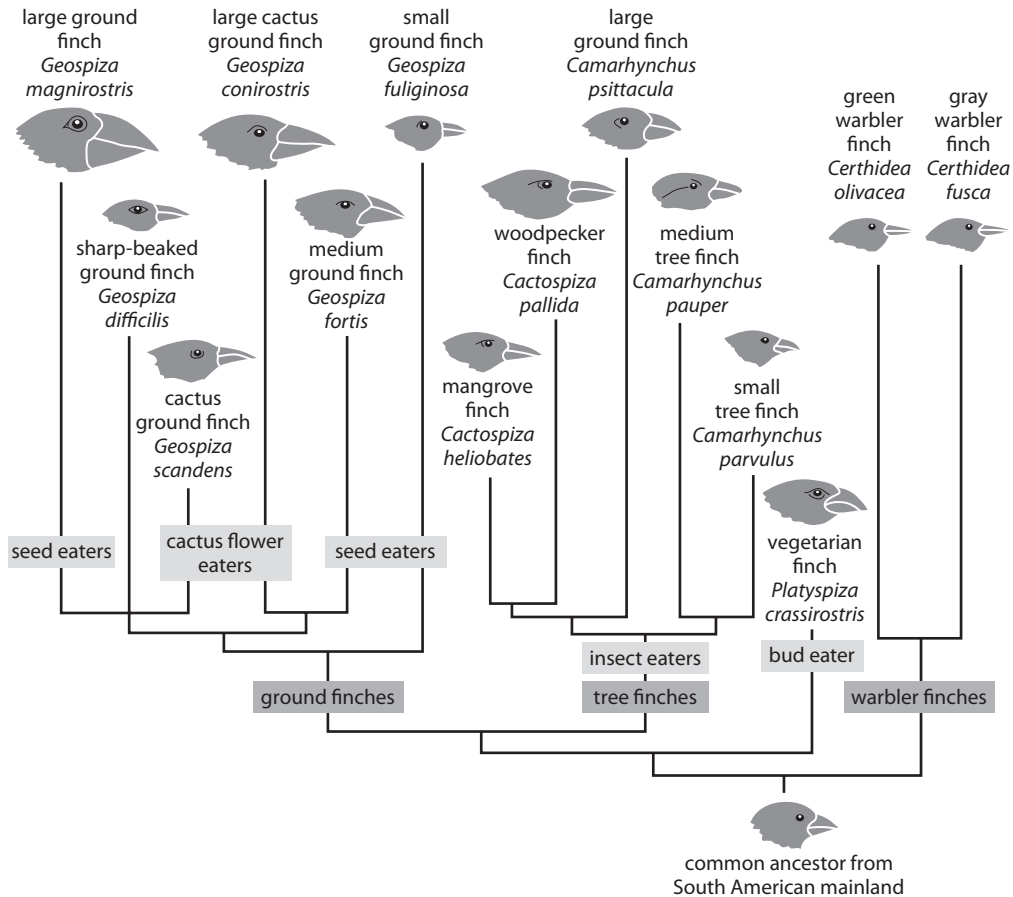 large ground
finch
Geospiza
magnirostris
large cactus
ground finch
Geospiza
conirostris
small
ground finch
Geospiza
fuliginosa
large
ground finch
Camarhynchus
psittacula
green
warbler
finch
Certhidea
olivacea
gray
warbler
finch
Certhidea
fusca
sharp-beaked
ground finch
Geospiza
difficilis
medium
ground finch
Geospiza
fortis
woodpecker
finch
Cactospiza
pallida
medium
tree finch
Camarhynchus
pauper
cactus
ground finch
Geospiza
scandens
mangrove
finch
Cactospiza
heliobates
small
tree finch
Camarhynchus
parvulus
vegetarian
finch
Platyspiza
crassirostris
seed eaters
cactus flower
eaters
seed eaters
insect eaters
bud eater
ground finches
tree finches
warbler finches
common ancestor from
South American mainland